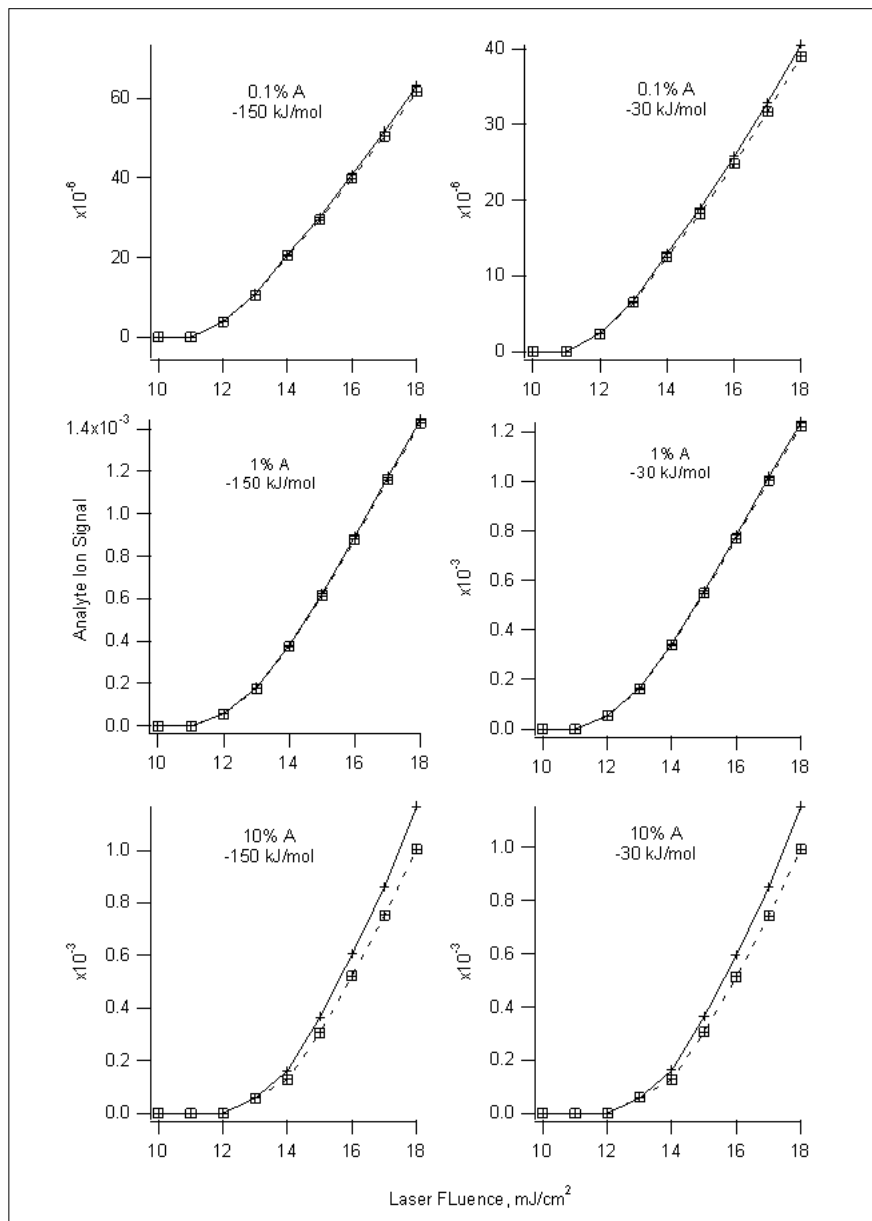 0.1% A
-150 kJ/mol
60
40
20
0
x10-6
10 12 14 16 18
0.1% A
-30 kJ/mol
40
30
20
10
0
x10-6
10 12 14 16 18
1% A
-150 kJ/mol
1.4x10-3
1.2
1.0
0.8
0.6
0.4
0.2
0.0
Analyte Ion Signal
10 12 14 16 18
1% A
-30 kJ/mol
1.2
1.0
0.8
0.6
0.4
0.2
0.0
x10-3
10 12 14 16 18
10% A
-150 kJ/mol
1.0
0.8
0.6
0.4
0.2
0.0
x10-3
10 12 14 16 18
10% A
-30 kJ/mol
1.0
0.8
0.6
0.4
0.2
0.0
x10-3
10 12 14 16 18
Laser FLuence, mJ/cm2